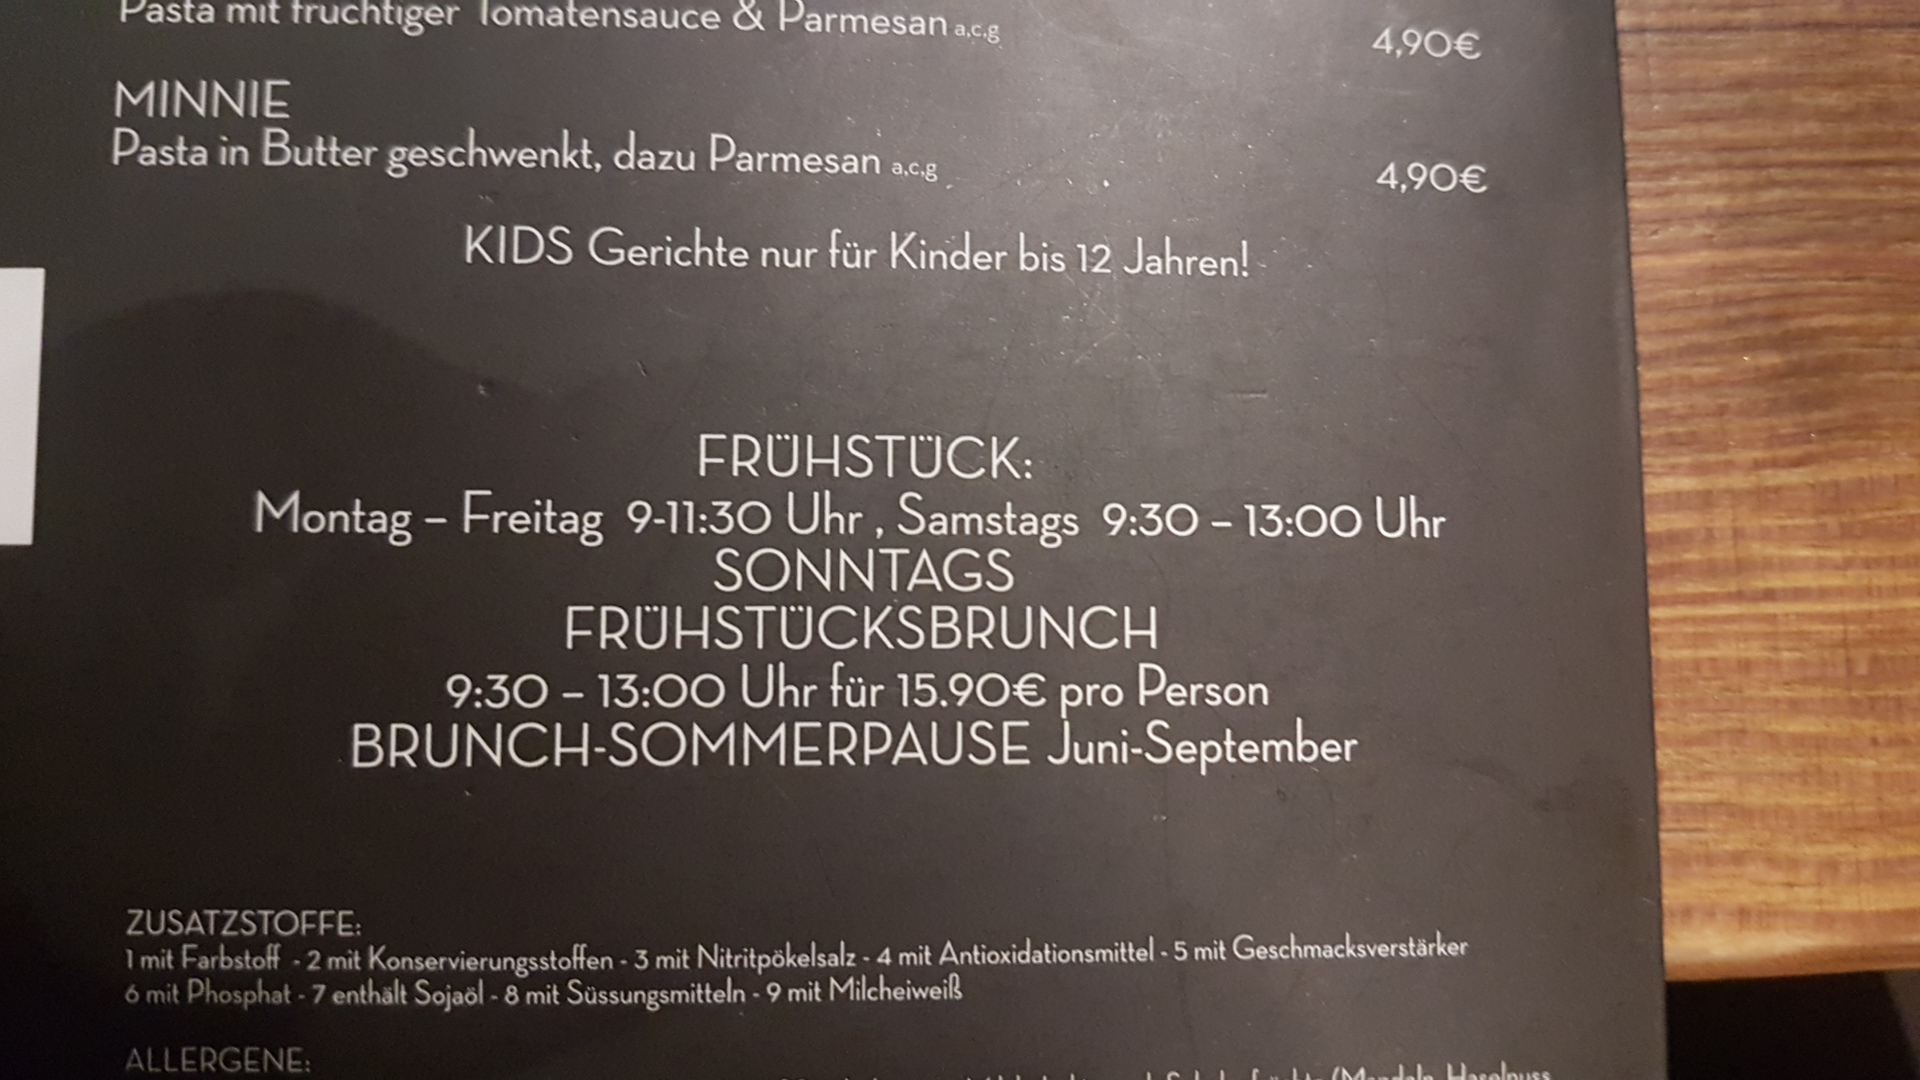 Pasta mit fruchtiger Tomatensauce & Parmesan a,c,g 4,90€
MINNIE
Pasta in Butter geschwenkt, dazu Parmesan a,c,g 4,90€
KIDS Gerichte nur für Kinder bis 12 Jahren!
FRÜHSTÜCK:
Montag – Freitag 9-11:30 Uhr , Samstags 9:30 – 13:00 Uhr
SONNTAGS
FRÜHSTÜCKSBRUNCH
9:30 – 13:00 Uhr für 15.90€ pro Person
BRUNCH-SOMMERPAUSE Juni-September
ZUSATZSTOFFE:
1 mit Farbstoff - 2 mit Konservierungsstoffen - 3 mit Nitritpökelsalz - 4 mit Antioxidationsmittel - 5 mit Geschmacksverstärker
6 mit Phosphat - 7 enthält Sojaöl - 8 mit Süssungsmitteln - 9 mit Milcheiweiß
ALLERGENE:
(Mandeln, Haselnuss